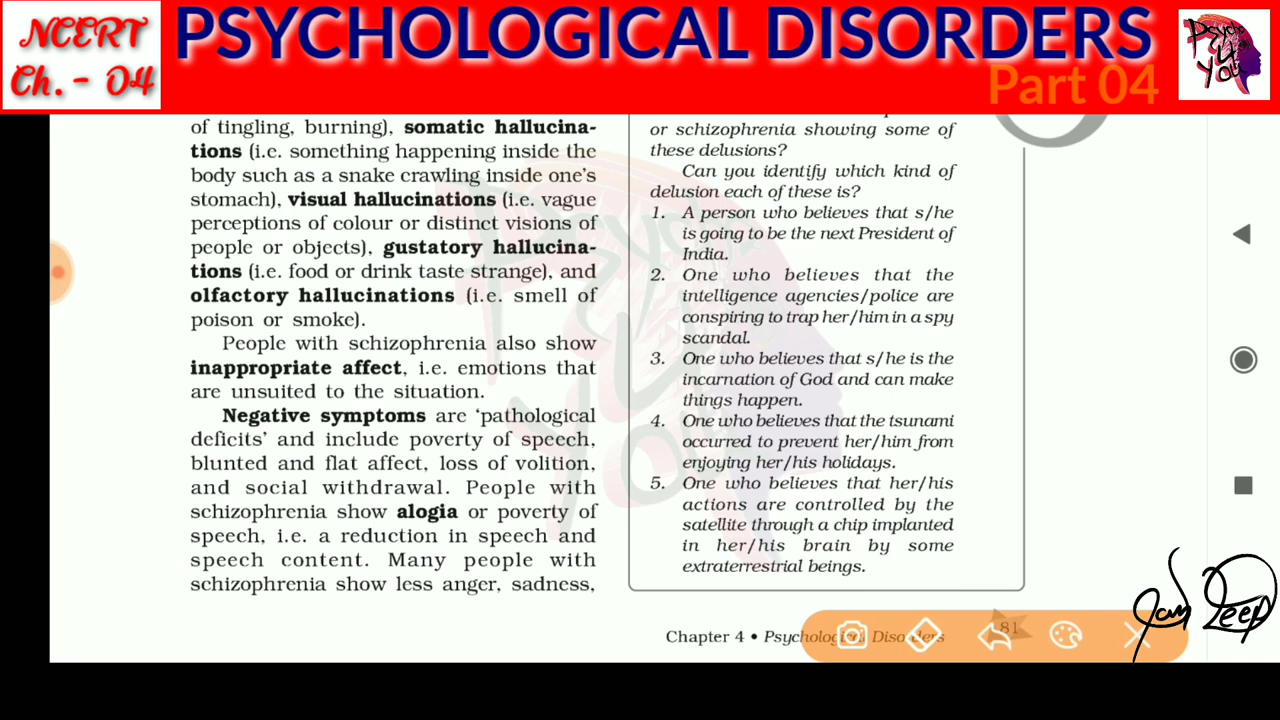 NCERT
Ch. - 04
PSYCHOLOGICAL DISORDERS
Part 04
Psycho
4
You
of tingling, burning), somatic hallucina-
tions (i.e. something happening inside the
body such as a snake crawling inside one's
stomach), visual hallucinations (i.e. vague
perceptions of colour or distinct visions of
people or objects), gustatory hallucina-
tions (i.e. food or drink taste strange), and
olfactory hallucinations (i.e. smell of
poison or smoke).
People with schizophrenia also show
inappropriate affect, i.e. emotions that
are unsuited to the situation.
Negative symptoms are 'pathological
deficits' and include poverty of speech,
blunted and flat affect, loss of volition,
and social withdrawal. People with
schizophrenia show alogia or poverty of
speech, i.e. a reduction in speech and
speech content. Many people with
schizophrenia show less anger, sadness,
or schizophrenia showing some of
these delusions?
Can you identify which kind of
delusion each of these is?
1. A person who believes that s/he
is going to be the next President of
India.
2. One who believes that the
intelligence agencies/police are
conspiring to trap her/him in a spy
scandal.
3. One who believes that s/he is the
incarnation of God and can make
things happen.
4. One who believes that the tsunami
occurred to prevent her/him from
enjoying her/his holidays.
5. One who believes that her/his
actions are controlled by the
satellite through a chip implanted
in her/his brain by some
extraterrestrial beings.
Chapter 4 • Psychological Disorders
81